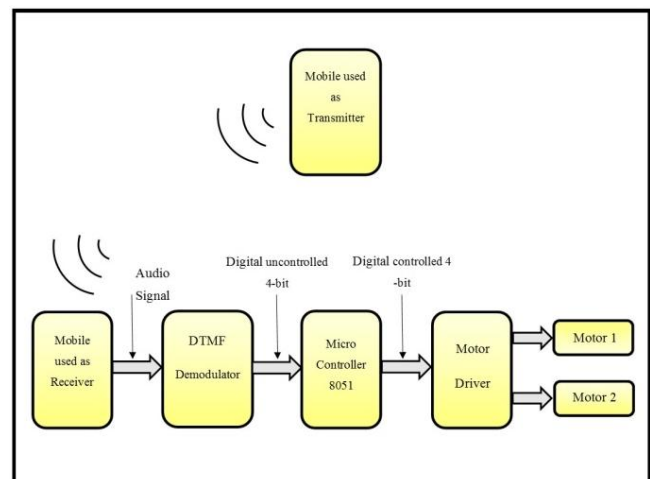 Mobile used
as
Transmitter
Digital uncontrolled
4-bit
Digital controlled 4
-bit
Audio
Signal
Mobile
used as
Receiver
DTMF
Demodulator
Micro
Controller
8051
Motor
Driver
Motor 1
Motor 2